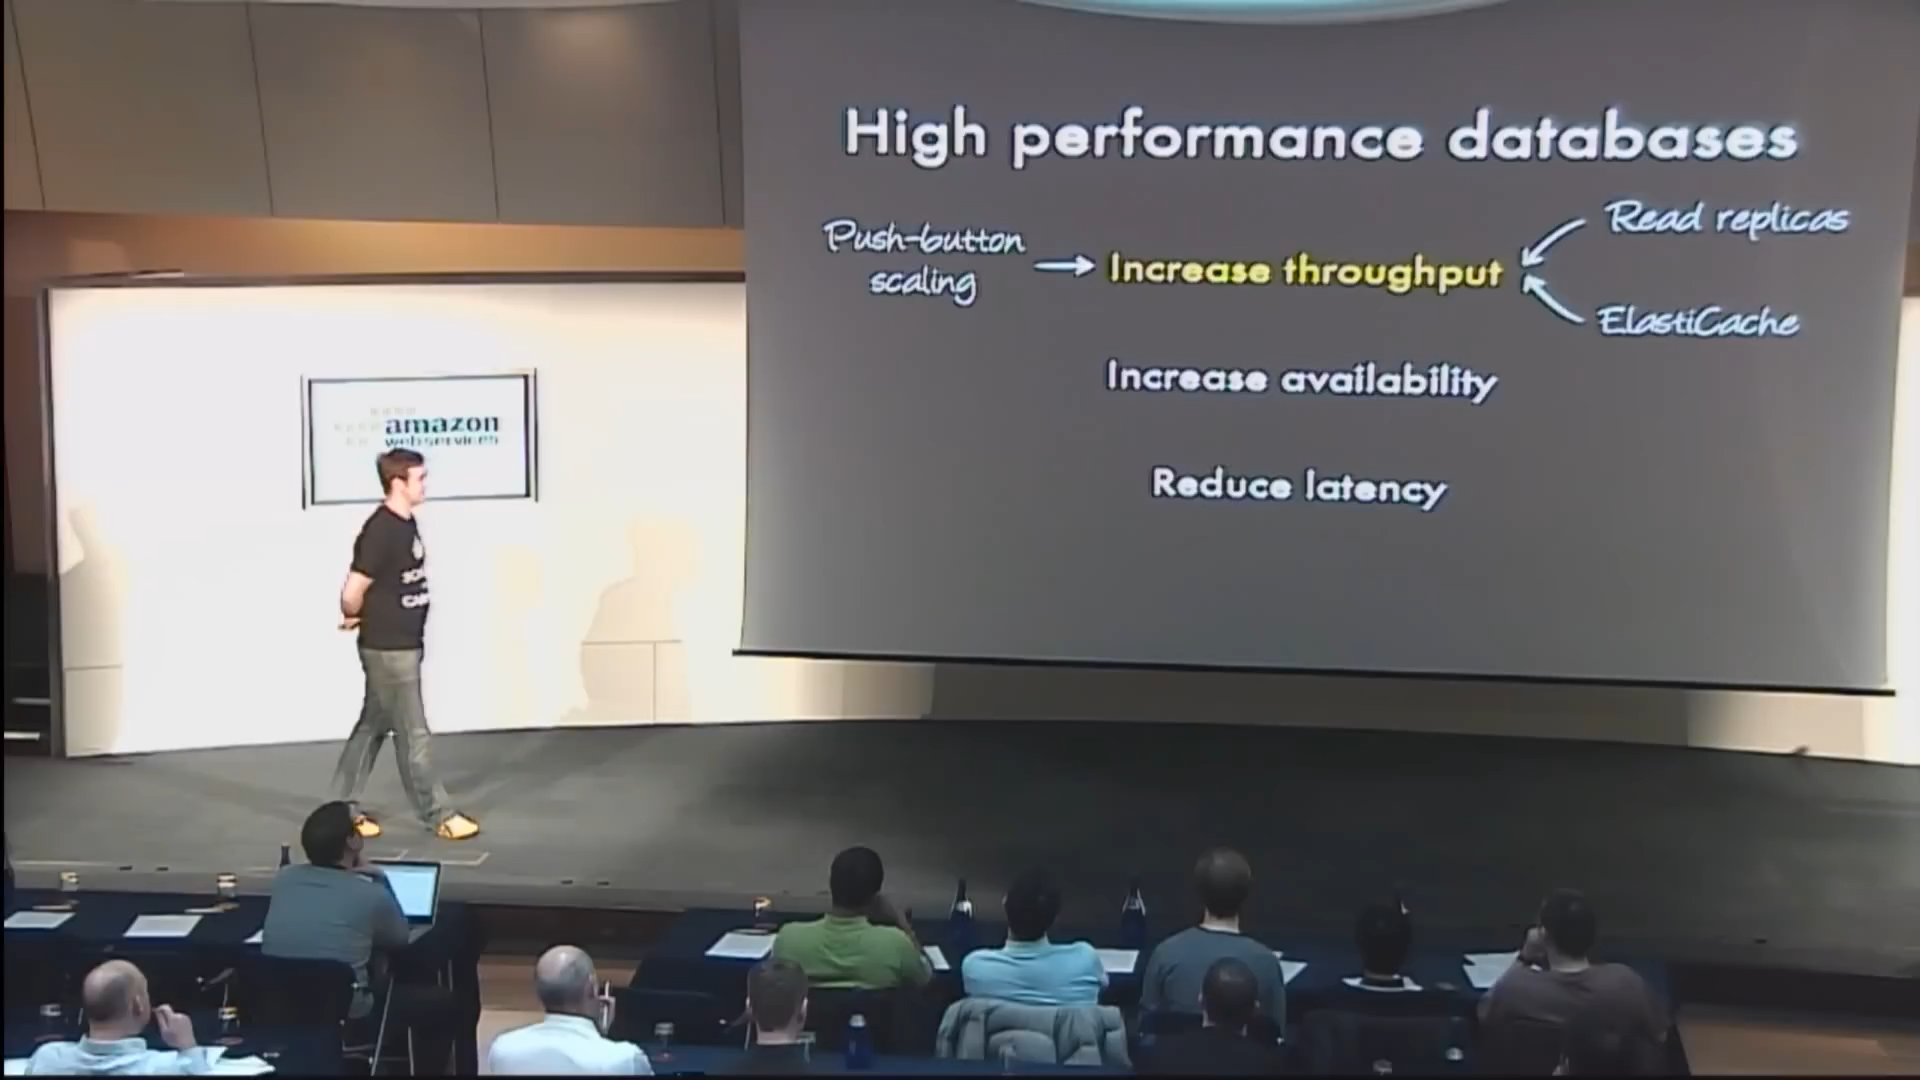 High performance databases
Push-button
scaling
Increase throughput
Read replicas
ElastiCache
Increase availability
Reduce latency
amazon
webservices